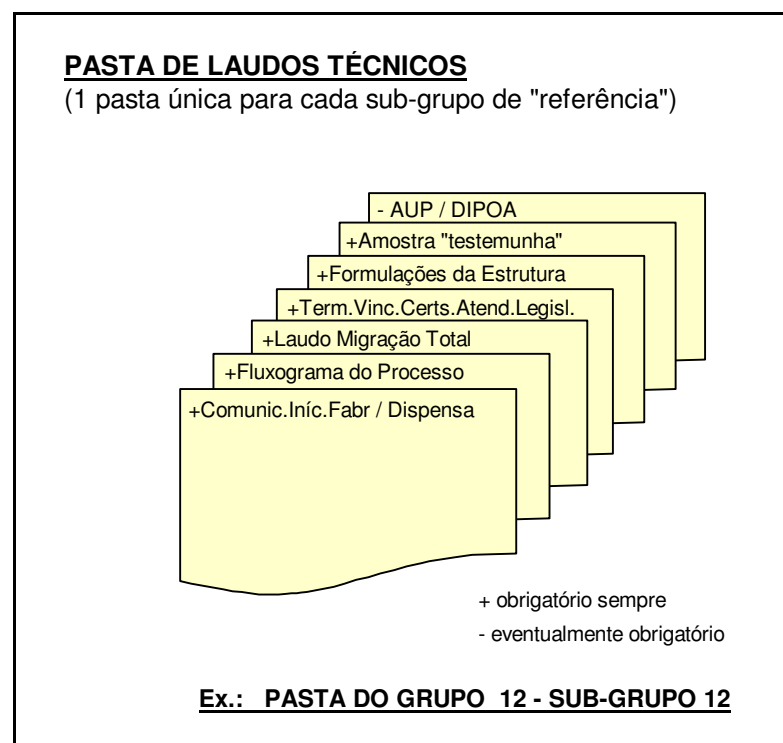 PASTA DE LAUDOS TÉCNICOS
(1 pasta única para cada sub-grupo de "referência")
- AUP / DIPOA
+Amostra "testemunha"
+Formulações da Estrutura
+Term.Vinc.Certs.Atend.Legisl.
+Laudo Migração Total
+Fluxograma do Processo
+Comunic.Iníc.Fabr / Dispensa
+ obrigatório sempre
- eventualmente obrigatório
Ex.: PASTA DO GRUPO 12 - SUB-GRUPO 12